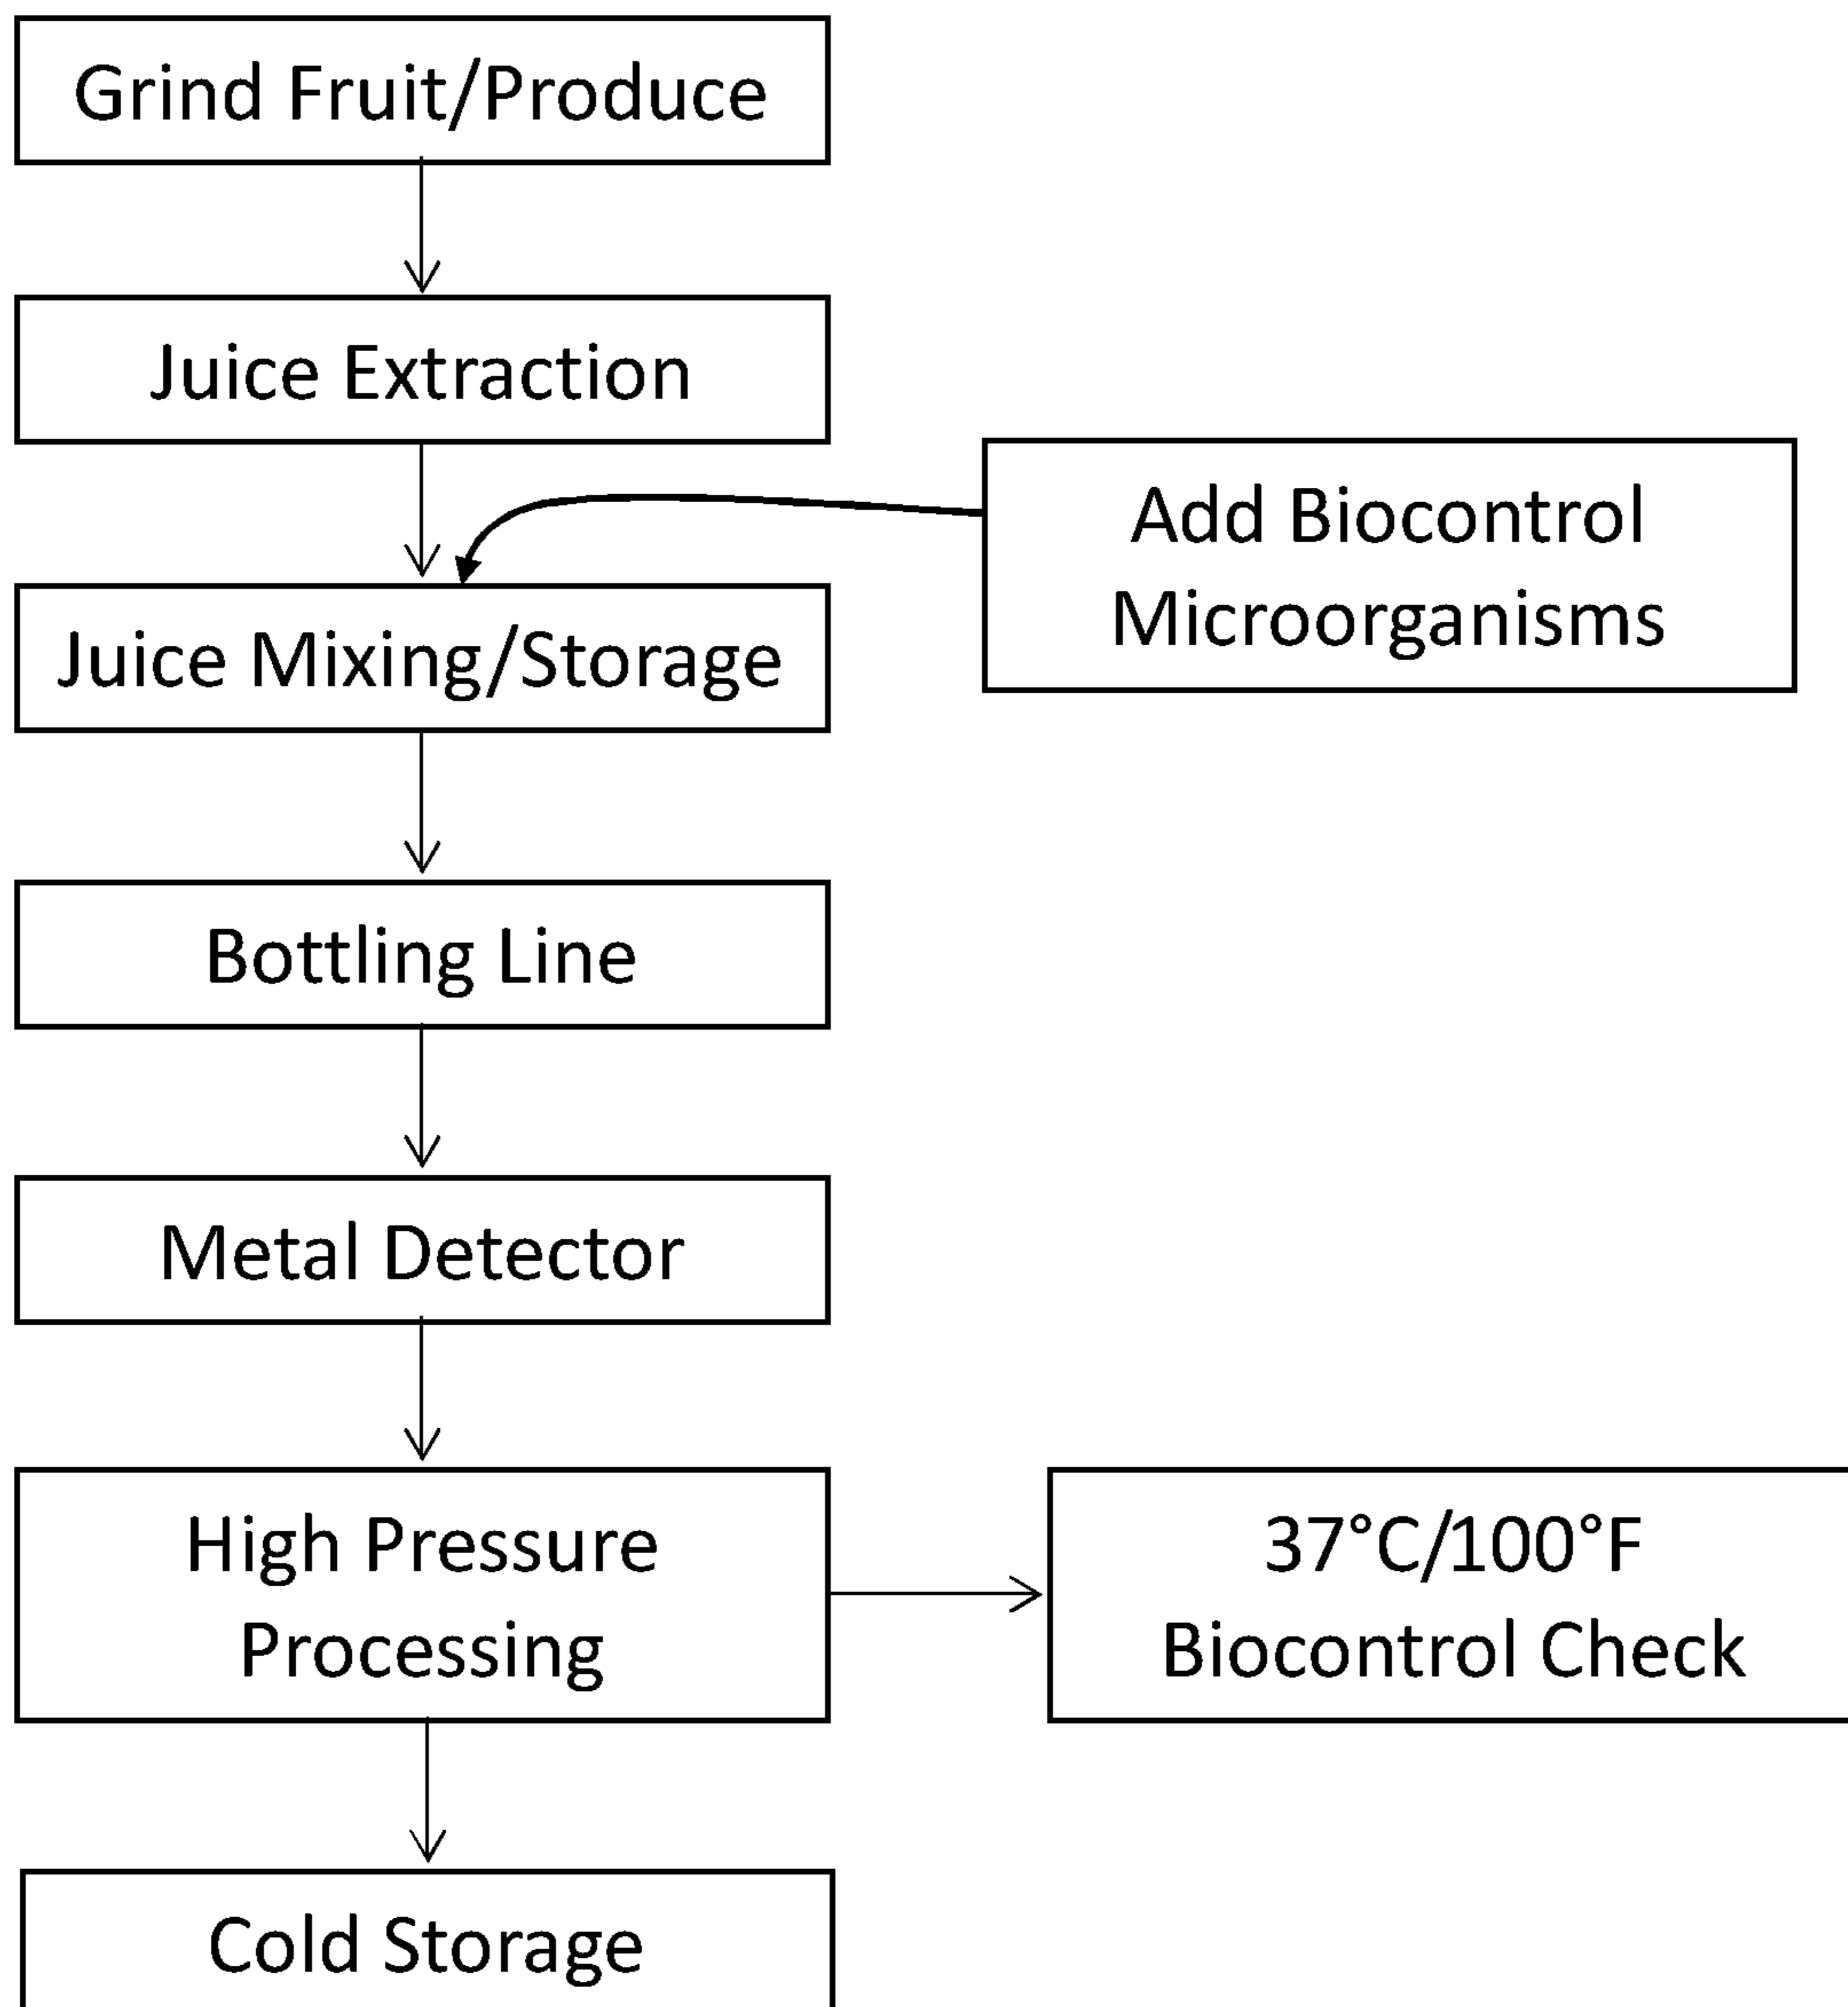 Grind Fruit/Produce
Juice Extraction
Add Biocontrol
Microorganisms
Juice Mixing/Storage
Bottling Line
Metal Detector
High Pressure
Processing
37°C/100°F
Biocontrol Check
Cold Storage